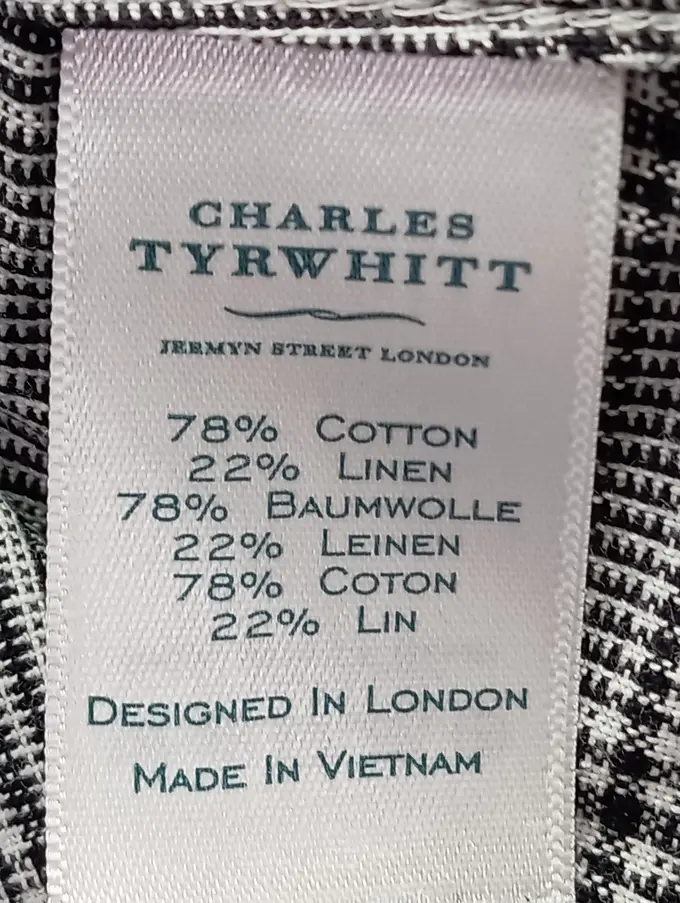 CHARLES
TYRWHITT
JERMYN STREET LONDON
78% COTTON
22% LINEN
78% BAUMWOLLE
22% LEINEN
78% COTON
22% LIN
DESIGNED IN LONDON
MADE IN VIETNAM